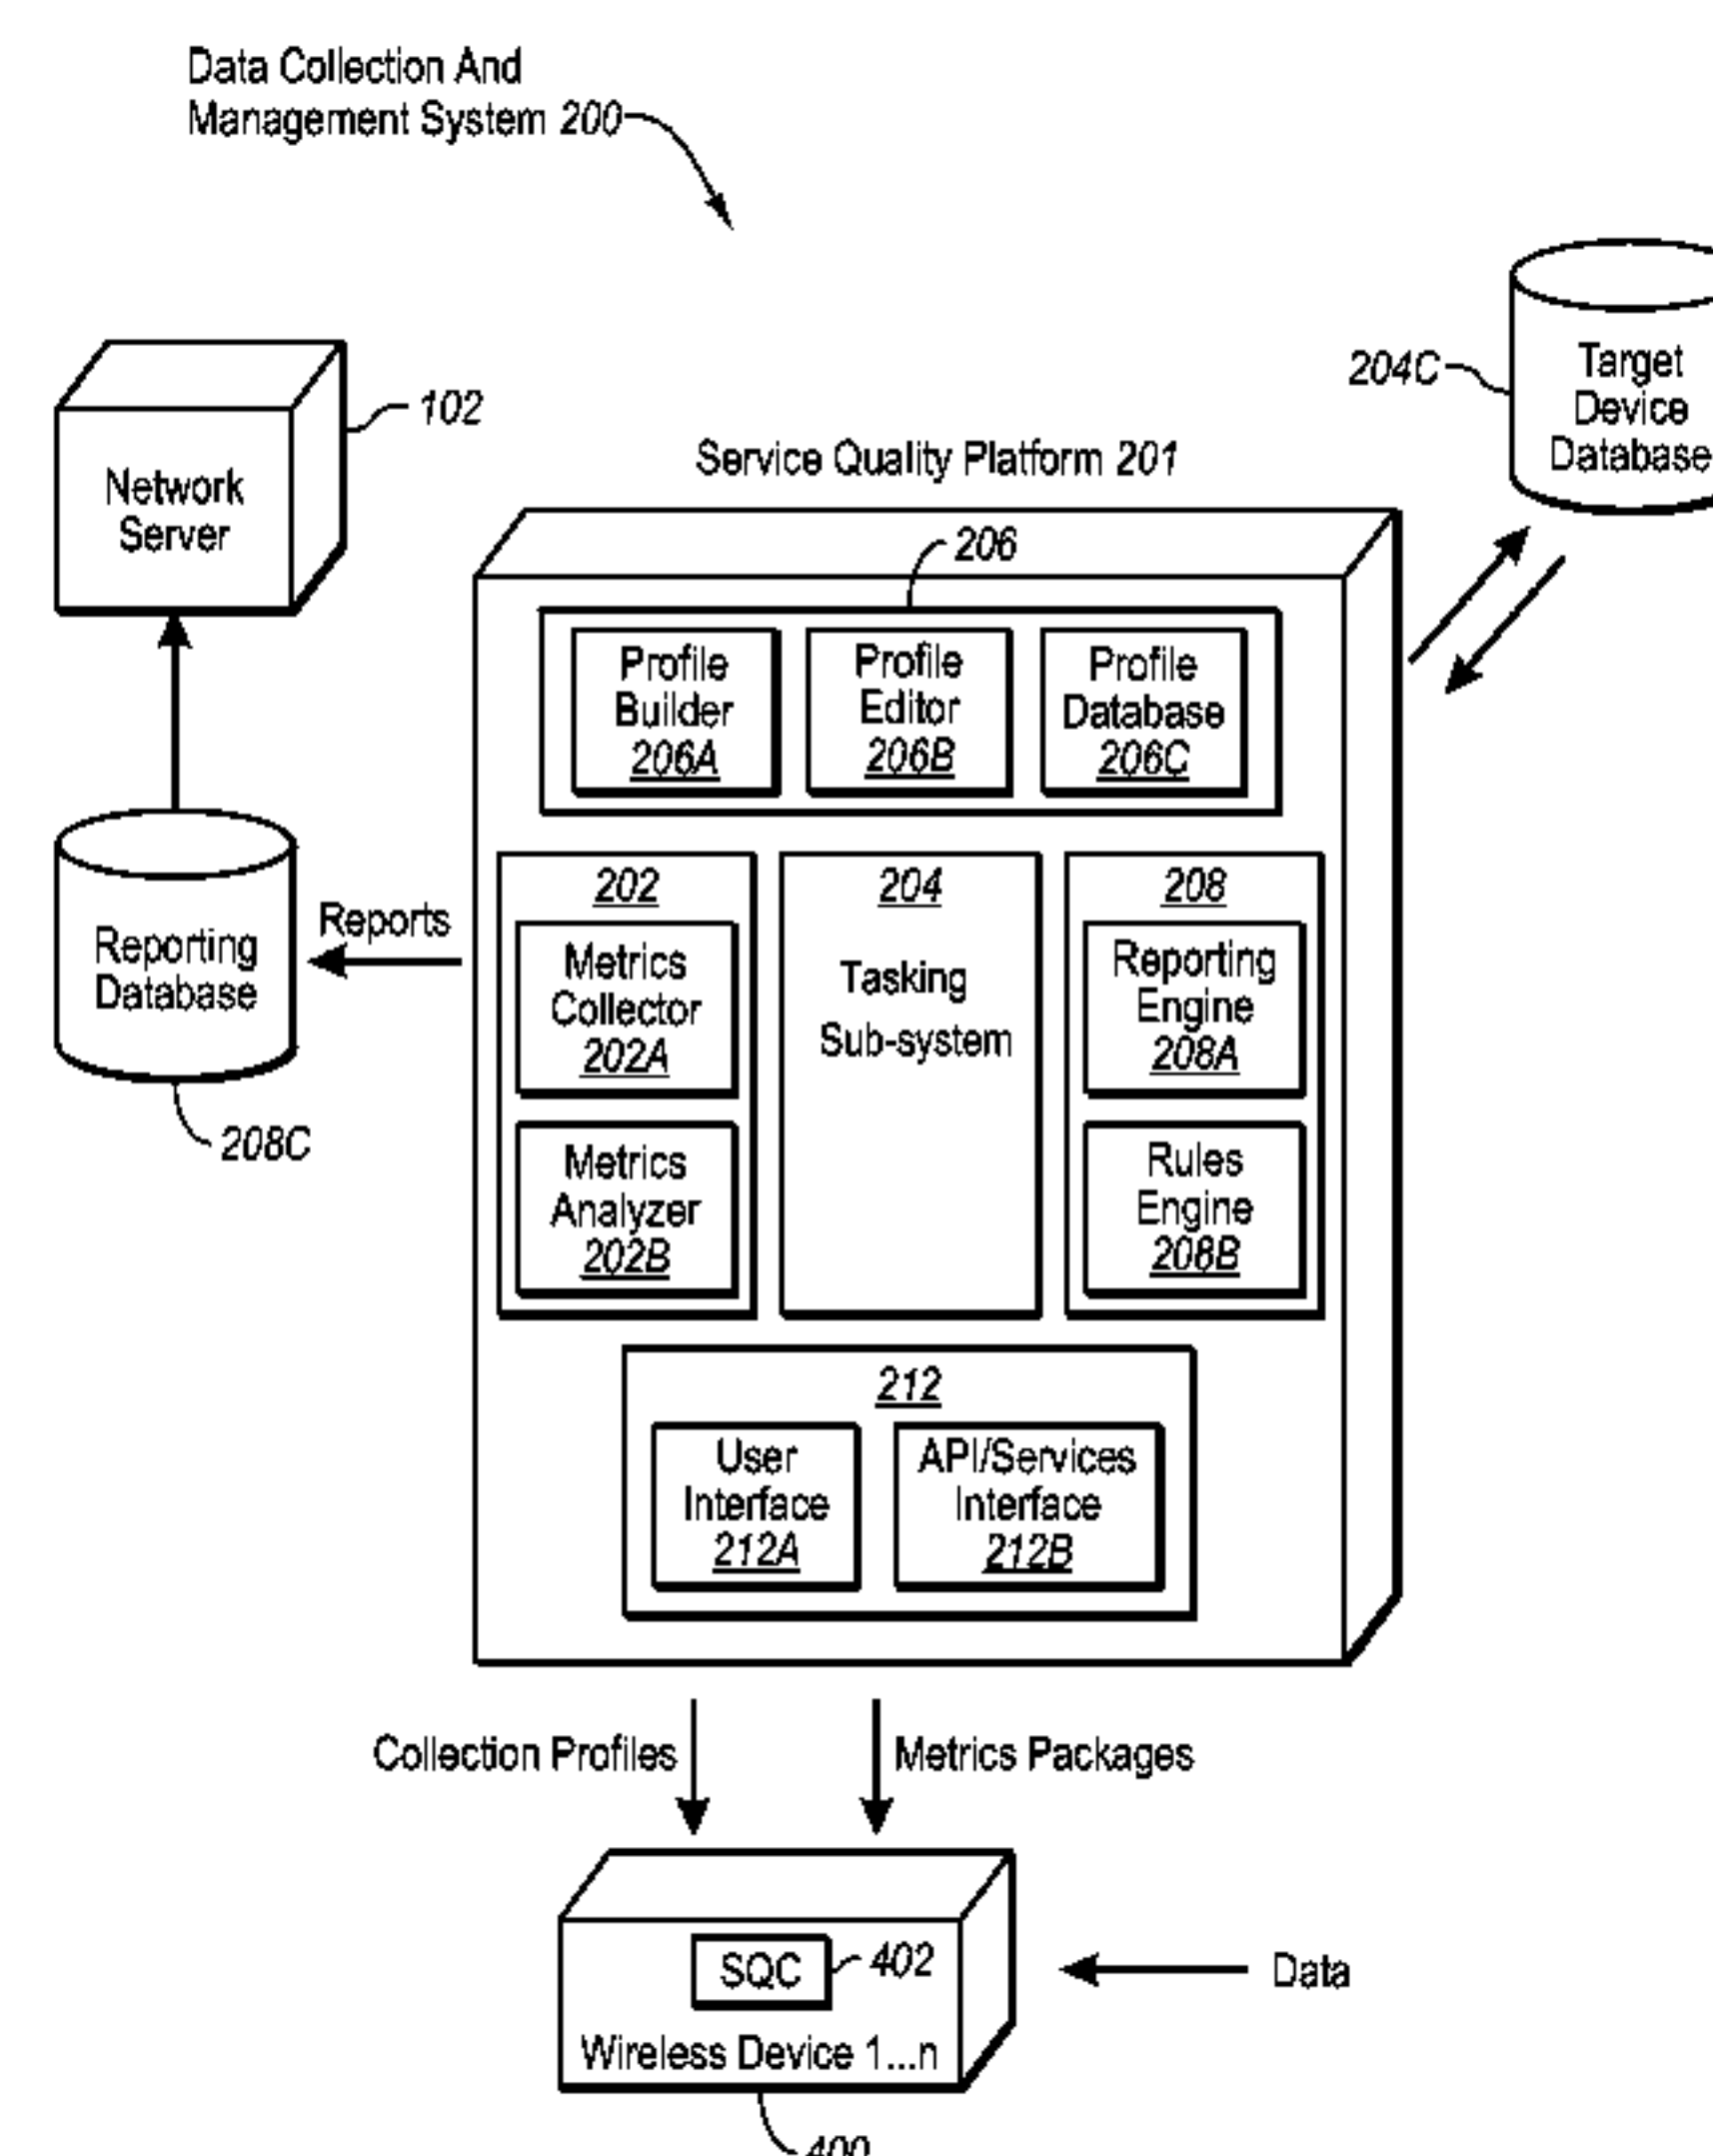 Data Collection And
Management System 200
102
Network
Server
204C
Target
Device
Database
Service Quality Platform 201
206
Profile
Builder
206A
Profile
Editor
206B
Profile
Database
206C
Reporting
Database
208C
Reports
202
Metrics
Collector
202A
Metrics
Analyzer
202B
204
Tasking
Sub-system
208
Reporting
Engine
208A
Rules
Engine
208B
212
User
Interface
212A
API/Services
Interface
212B
Collection Profiles
Metrics Packages
SQC
402
Wireless Device 1...n
Data
400